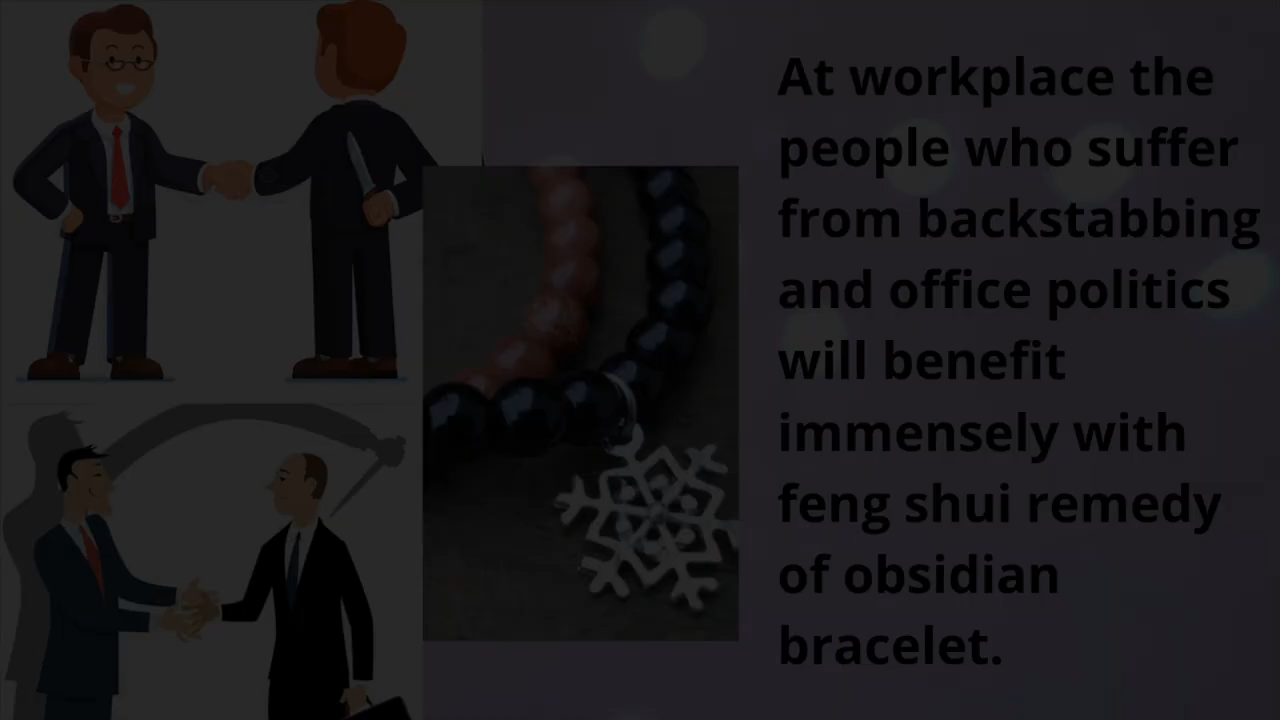 At workplace the
people who suffer
from backstabbing
and office politics
will benefit
immensely with
feng shui remedy
of obsidian
bracelet.